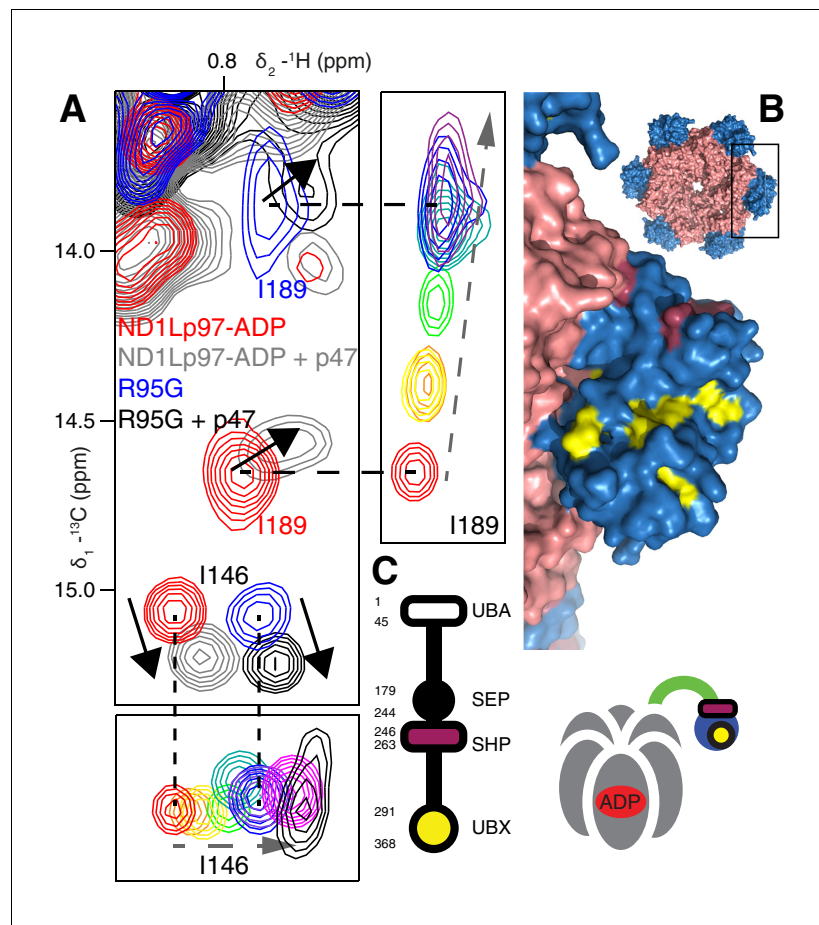 0.8 δ2 -1H (ppm)
A
B
14.0
I189
ND1Lp97-ADP
ND1Lp97-ADP + p47
R95G
R95G + p47
14.5
δ1 -13C (ppm)
I189
I189
15.0
I146
C
1
45
UBA
179
244
SEP
246
263
SHP
291
368
UBX
ADP
I146